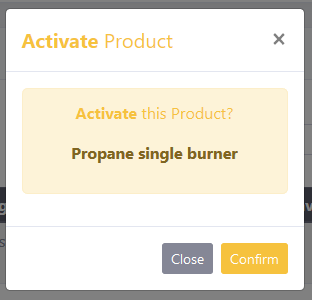 Activate Product
×
Activate this Product?
Propane single burner
Close
Confirm